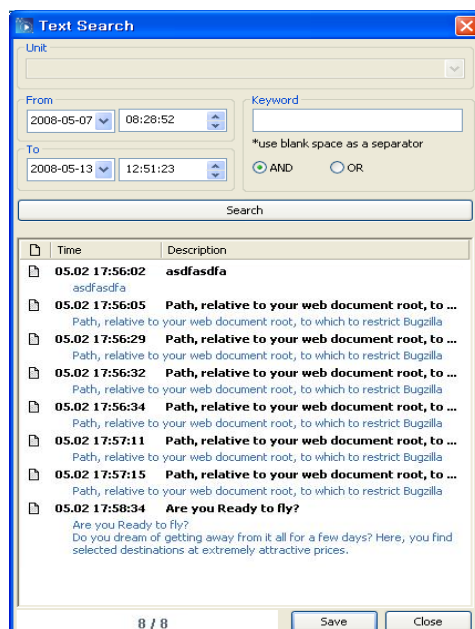 Text Search
Unit
From
2008-05-07 08:28:52
To
2008-05-13 12:51:23
Keyword
*use blank space as a separator
AND OR
Search
Time Description
05.02 17:56:02 asdfasdfa
asdfasdfa
05.02 17:56:05 Path, relative to your web document root, to ...
Path, relative to your web document root, to which to restrict Bugzilla
05.02 17:56:29 Path, relative to your web document root, to ...
Path, relative to your web document root, to which to restrict Bugzilla
05.02 17:56:32 Path, relative to your web document root, to ...
Path, relative to your web document root, to which to restrict Bugzilla
05.02 17:56:34 Path, relative to your web document root, to ...
Path, relative to your web document root, to which to restrict Bugzilla
05.02 17:57:11 Path, relative to your web document root, to ...
Path, relative to your web document root, to which to restrict Bugzilla
05.02 17:57:15 Path, relative to your web document root, to ...
Path, relative to your web document root, to which to restrict Bugzilla
05.02 17:58:34 Are you Ready to fly?
Are you Ready to fly?
Do you dream of getting away from it all for a few days? Here, you find
selected destinations at extremely attractive prices.
8 / 8 Save Close